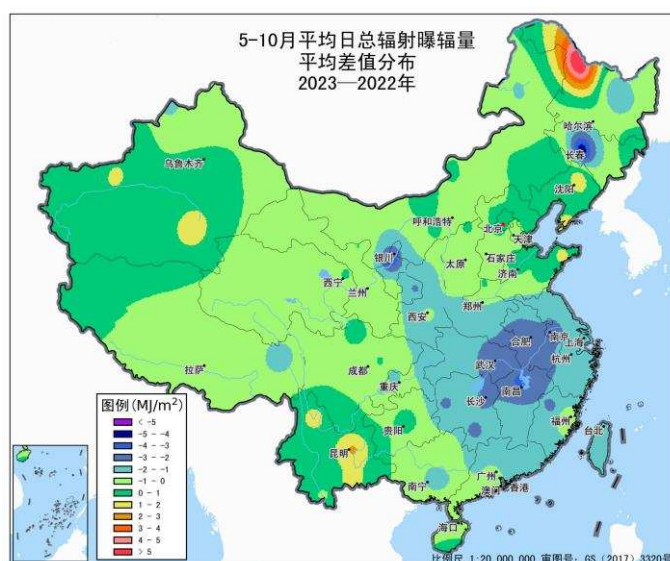 5-10月平均日总辐射曝辐量
平均差值分布
2023—2022年
哈尔滨
长春
乌鲁木齐
沈阳
呼和浩特
北京
天津
银川
太原
石家庄
济南
西宁
兰州
西安
郑州
合肥
南京
上海
杭州
拉萨
成都
武汉
重庆
南昌
长沙
贵阳
福州
台北
昆明
广州
南宁
澳门
香港
海口
图例(MJ/m²)
< -5
-5 - -4
-4 - -3
-3 - -2
-2 - -1
-1 - 0
0 - 1
1 - 2
2 - 3
3 - 4
4 - 5
> 5
比例尺 1:20 000 000 审图号: GS (2017) 3320号